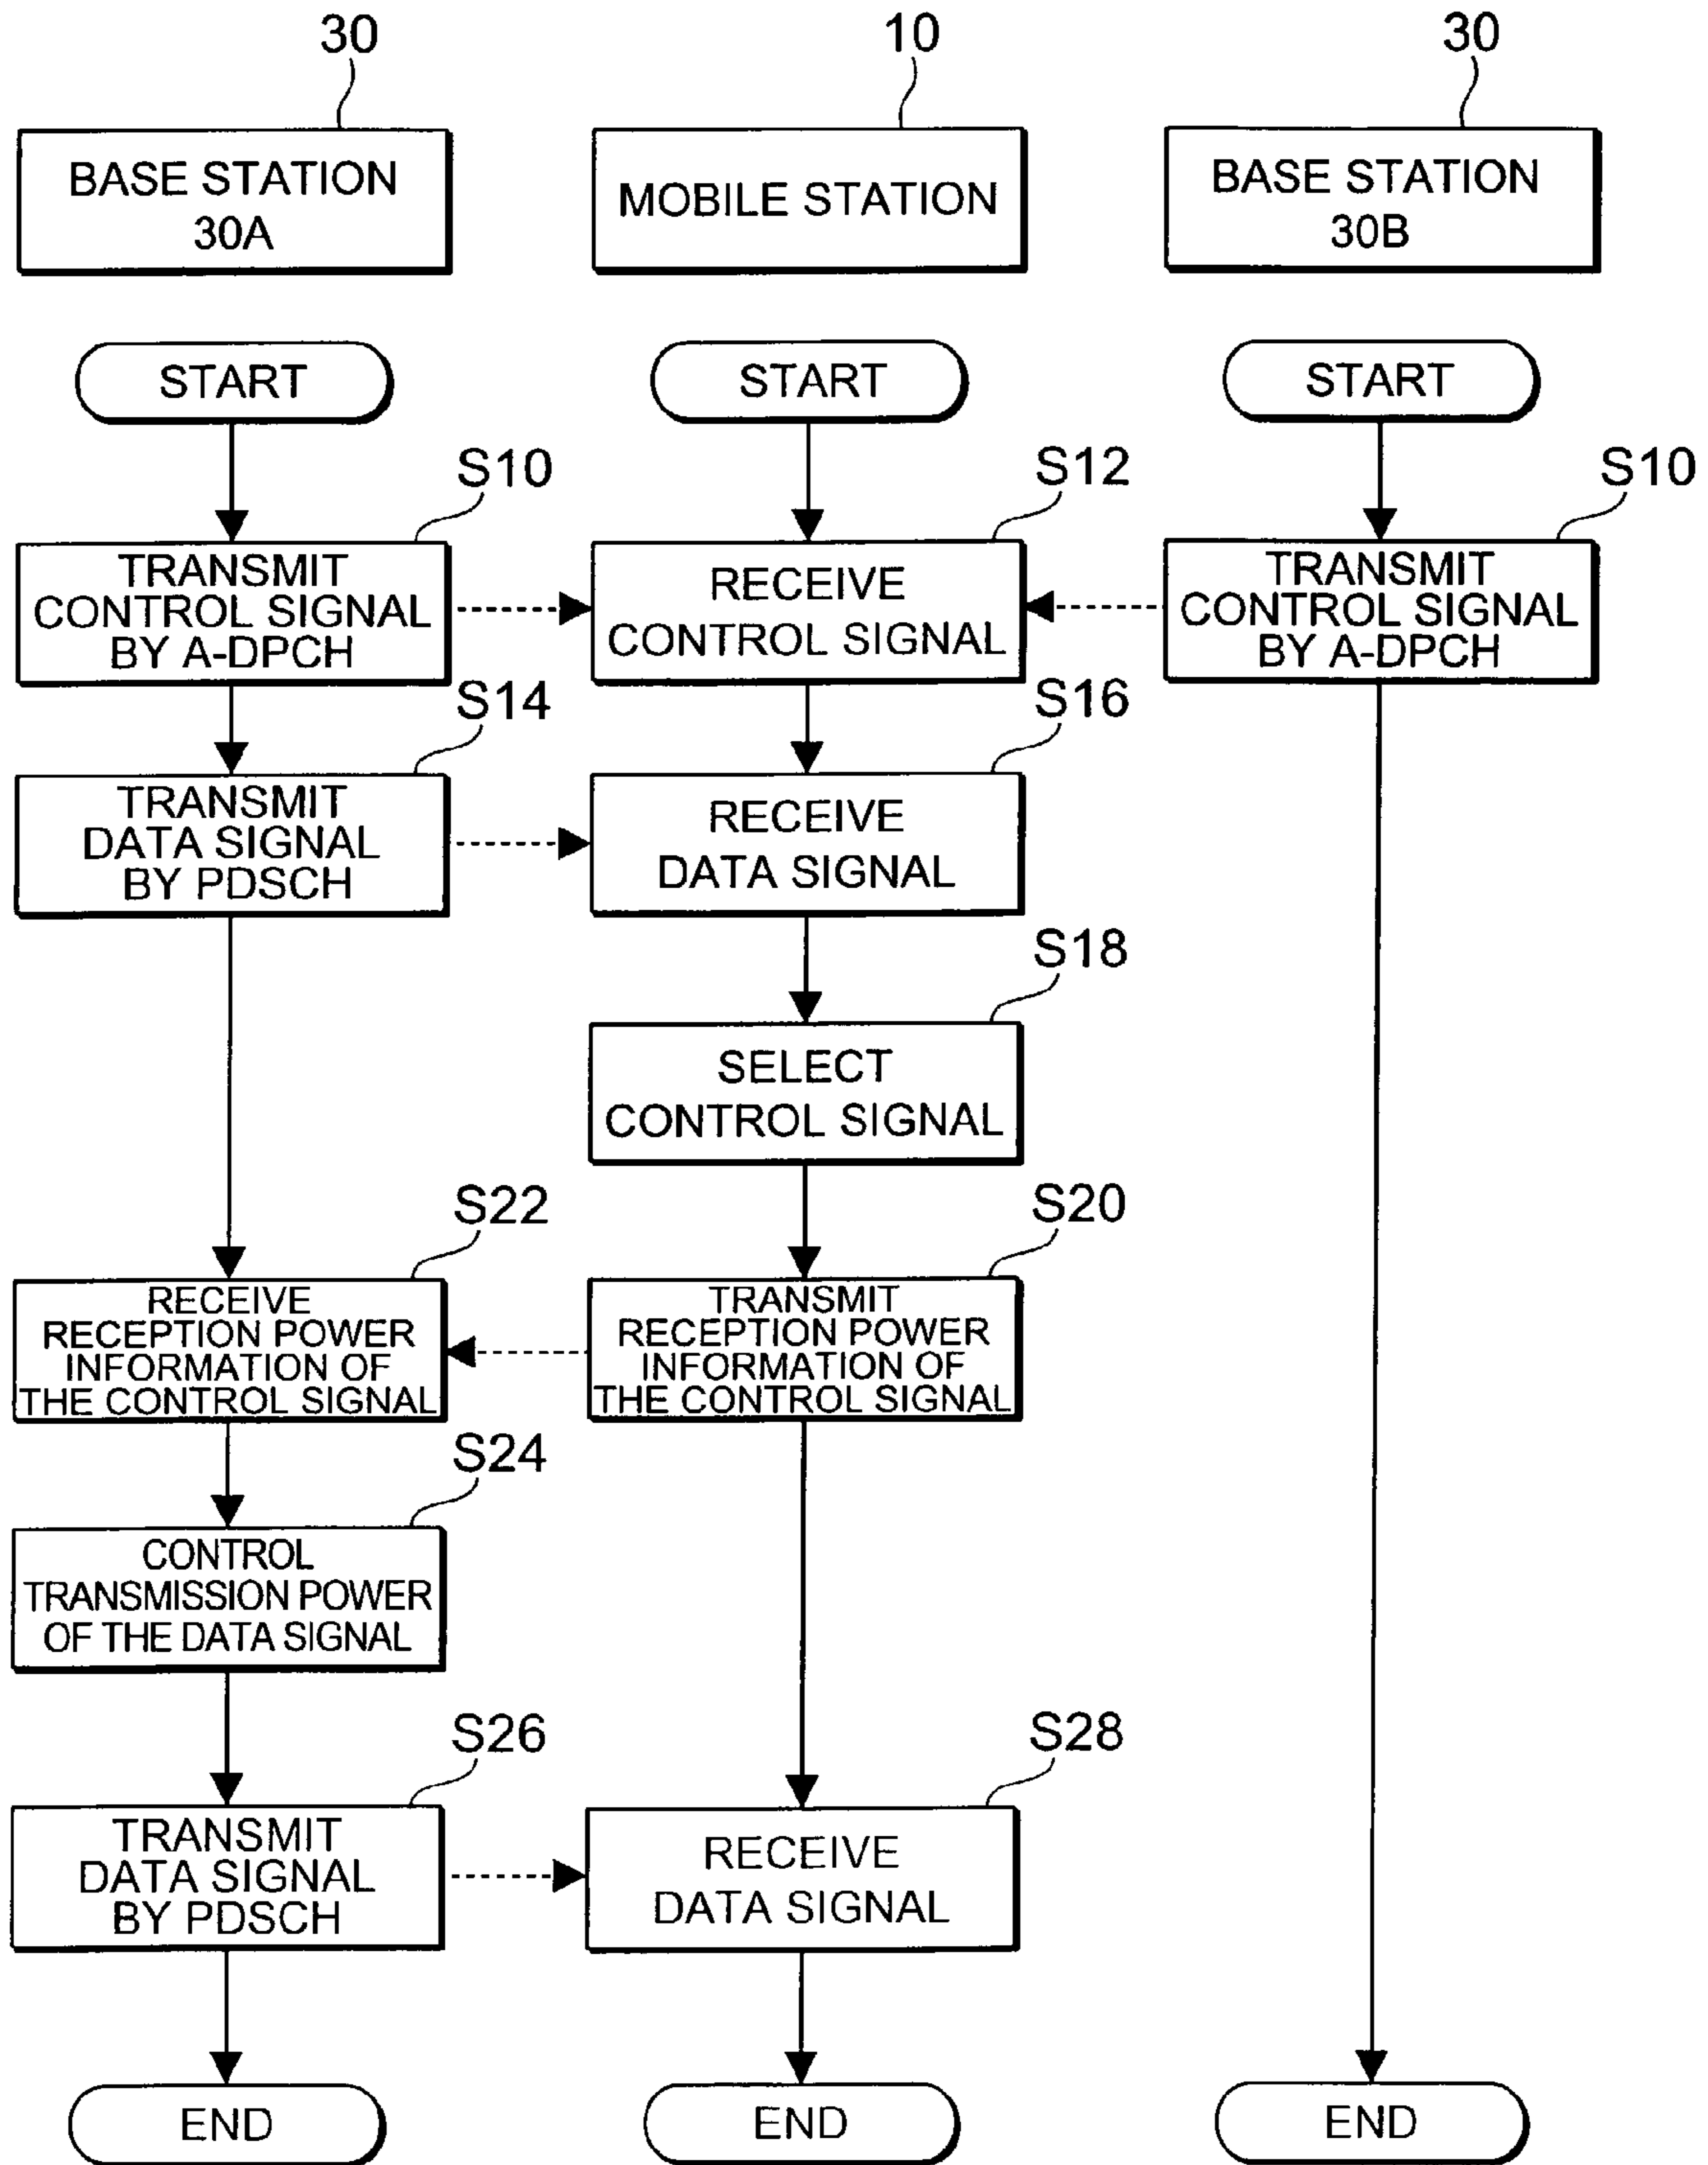 30
10
30
BASE STATION
30A
MOBILE STATION
BASE STATION
30B
START
START
START
S10
S12
S10
TRANSMIT
CONTROL SIGNAL
BY A-DPCH
RECEIVE
CONTROL SIGNAL
TRANSMIT
CONTROL SIGNAL
BY A-DPCH
S14
S16
TRANSMIT
DATA SIGNAL
BY PDSCH
RECEIVE
DATA SIGNAL
S18
SELECT
CONTROL SIGNAL
S22
S20
RECEIVE
RECEPTION POWER
INFORMATION OF
THE CONTROL SIGNAL
TRANSMIT
RECEPTION POWER
INFORMATION OF
THE CONTROL SIGNAL
S24
CONTROL
TRANSMISSION POWER
OF THE DATA SIGNAL
S26
S28
TRANSMIT
DATA SIGNAL
BY PDSCH
RECEIVE
DATA SIGNAL
END
END
END